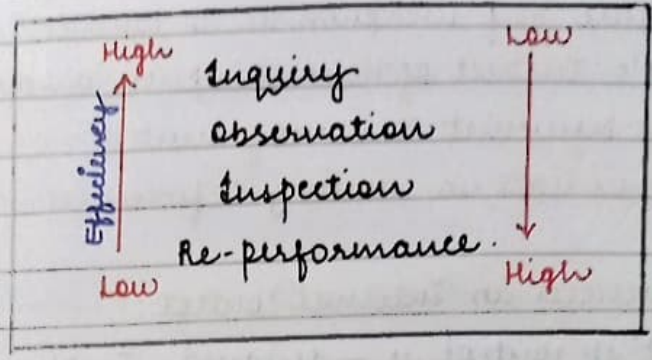 High
Low
Inquiry
Observation
Inspection
Re-performance.
Efficiency
Low
High